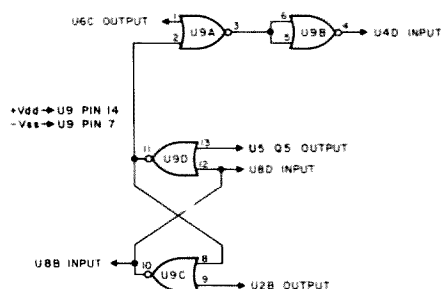 U6C OUTPUT
1
2
U9A
3
6
5
U9B
4
U4D INPUT
+Vdd → U9 PIN 14
-Vss → U9 PIN 7
11
U9D
13
12
U5 Q5 OUTPUT
U8D INPUT
U8B INPUT
10
U9C
8
9
U2B OUTPUT